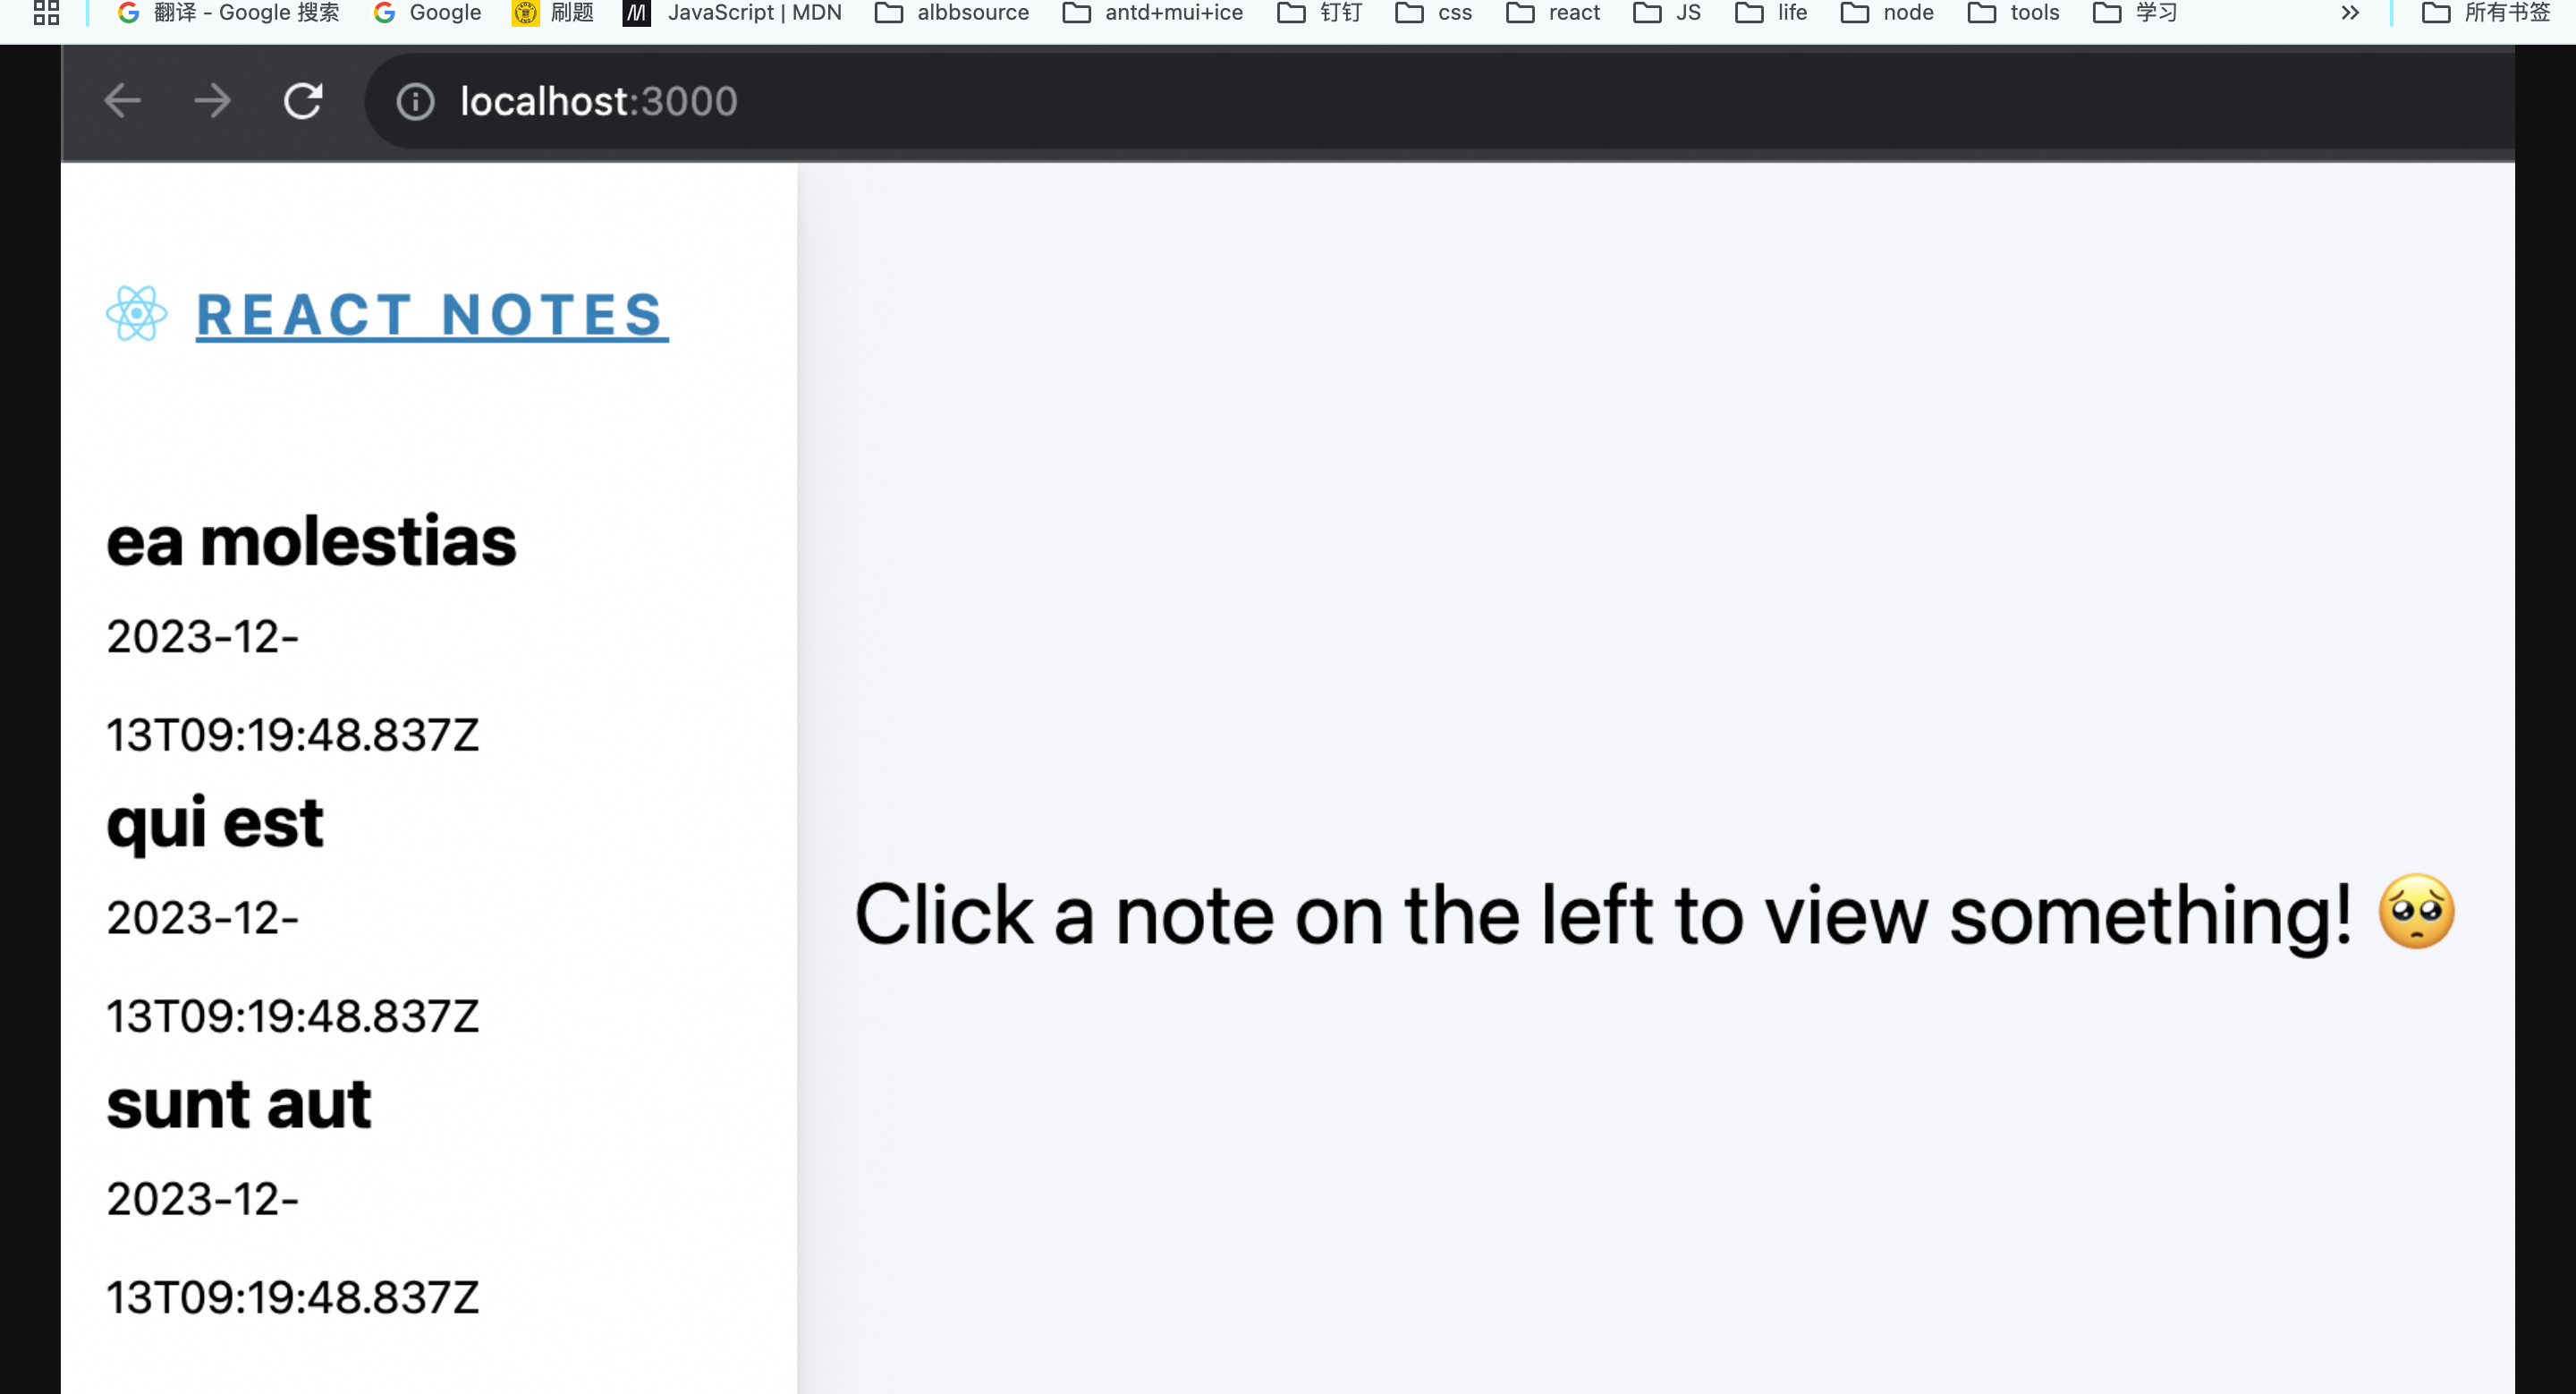 翻译 - Google 搜索 Google 刷题 JavaScript | MDN albbsource antd+mui+ice 钉钉 css react JS life node tools 学习 » 所有书签
localhost:3000
REACT NOTES
ea molestias
2023-12-
13T09:19:48.837Z
qui est
2023-12-
13T09:19:48.837Z
sunt aut
2023-12-
13T09:19:48.837Z
Click a note on the left to view something! 🥺